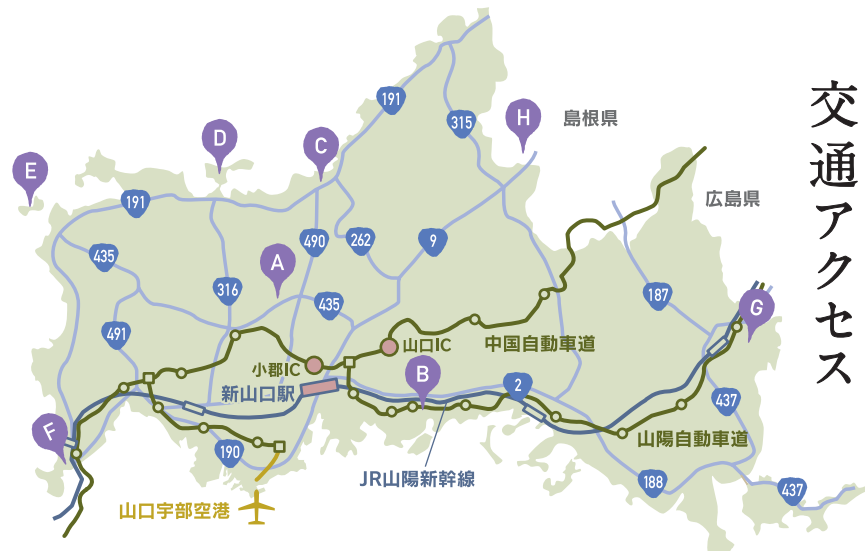 交通アクセス
191
315
H
島根県
D
C
E
191
広島県
435
490
262
9
A
316
435
187
G
491
山口IC
中国自動車道
小郡IC
新山口駅
B
2
437
F
山陽自動車道
190
JR山陽新幹線
188
437
山口宇部空港